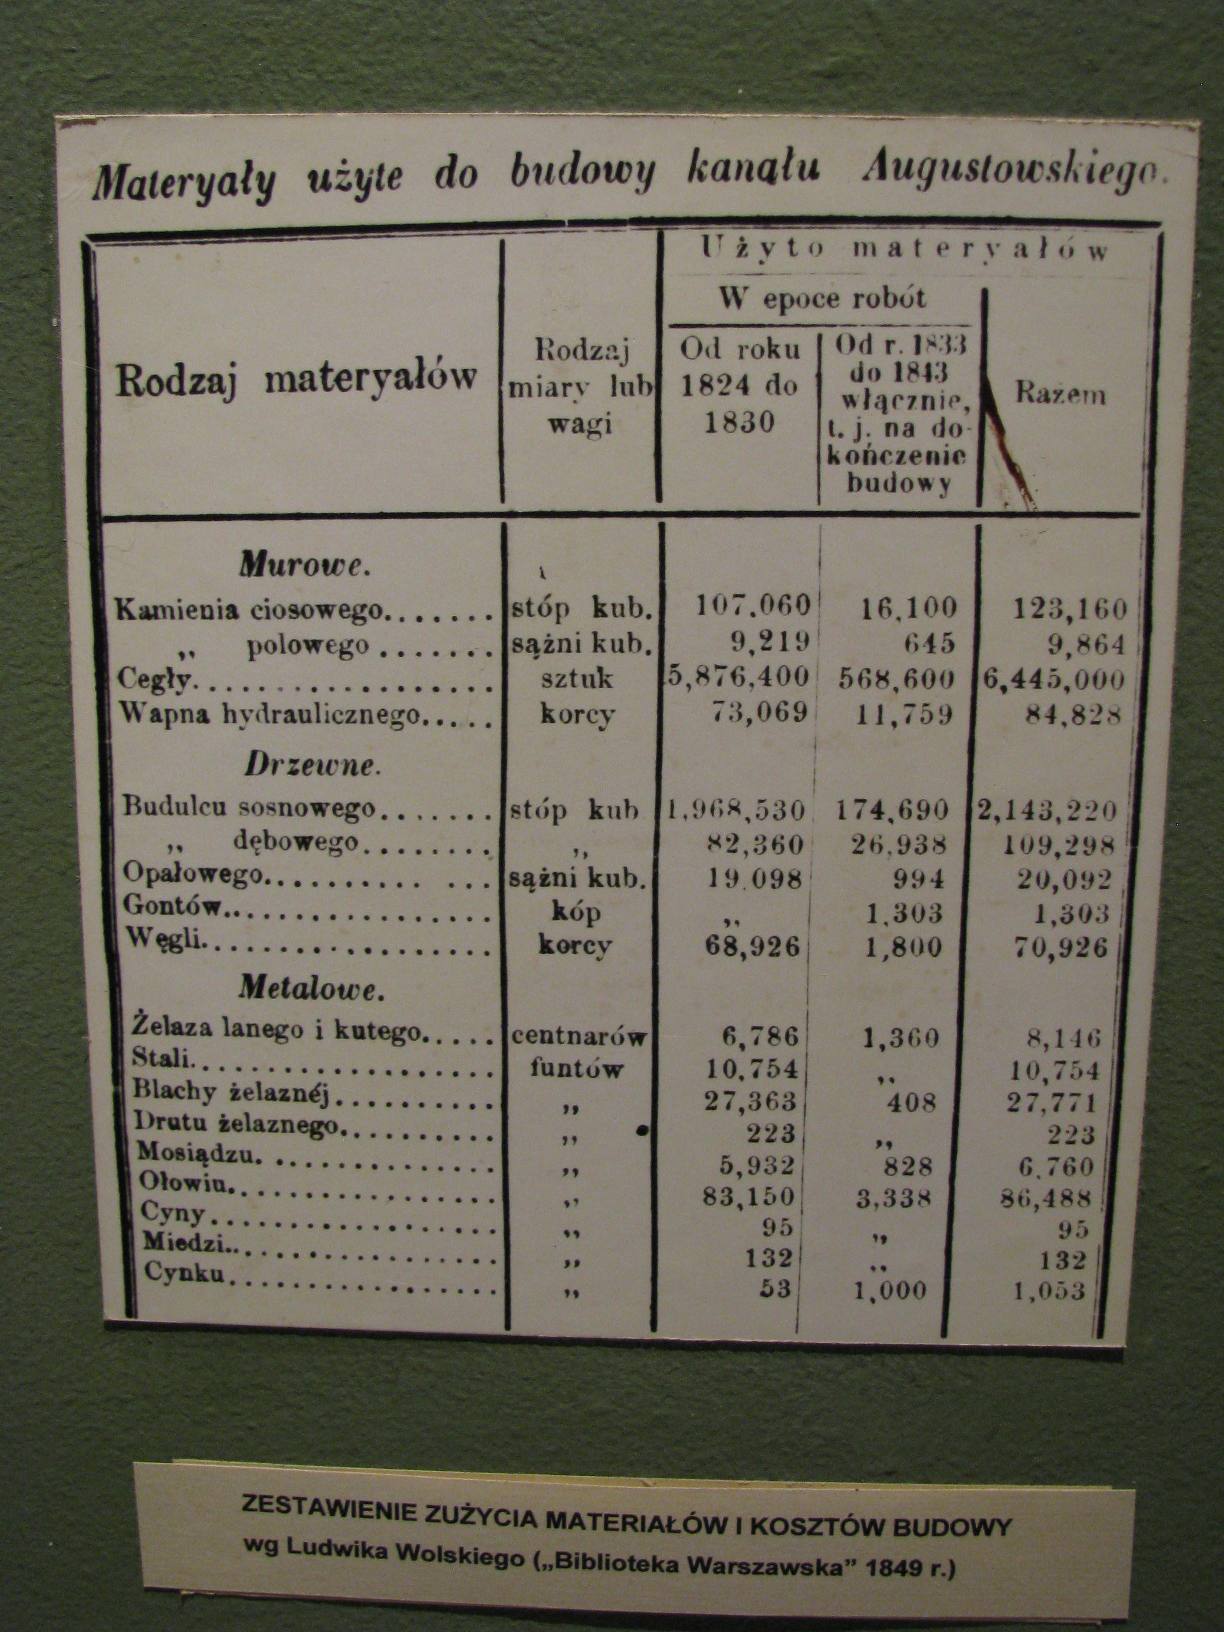 Materyały użyte do budowy kanału Augustowskiego.
Rodzaj materyałów
Rodzaj
miary lub
wagi
Użyto materyałów
W epoce robót
Od roku
1824 do
1830
Od r. 1833
do 1843
włącznie,
t. j. na do-
kończenie
budowy
Razem
Murowe.
Kamienia ciosowego....... stóp kub. 107.060 16,100 123,160
„ polowego ....... sążni kub. 9,219 645 9,864
Cegły.................. sztuk 5,876,400 568,600 6,445,000
Wapna hydraulicznego..... korcy 73,069 11,759 84,828
Drzewne.
Budulcu sosnowego....... stóp kub 1,968,530 174,690 2,143,220
„ dębowego........ „ 82,360 26,938 109,298
Opałowego.......... ... sążni kub. 19,098 994 20,092
Gontów................. kóp „ 1,303 1,303
Węgli.................. korcy 68,926 1,800 70,926
Metalowe.
Żelaza lanego i kutego..... centnarów 6,786 1,360 8,146
Stali................... funtów 10,754 „ 10,754
Blachy żelaznéj.......... „ 27,363 408 27,771
Drutu żelaznego.......... „ 223 „ 223
Mosiądzu. .............. „ 5,932 828 6,760
Ołowiu................. „ 83,150 3,338 86,488
Cyny .................. „ 95 „ 95
Miedzi................. „ 132 „ 132
Cynku................. „ 53 1,000 1,053
ZESTAWIENIE ZUŻYCIA MATERIAŁÓW I KOSZTÓW BUDOWY
wg Ludwika Wolskiego („Biblioteka Warszawska” 1849 r.)